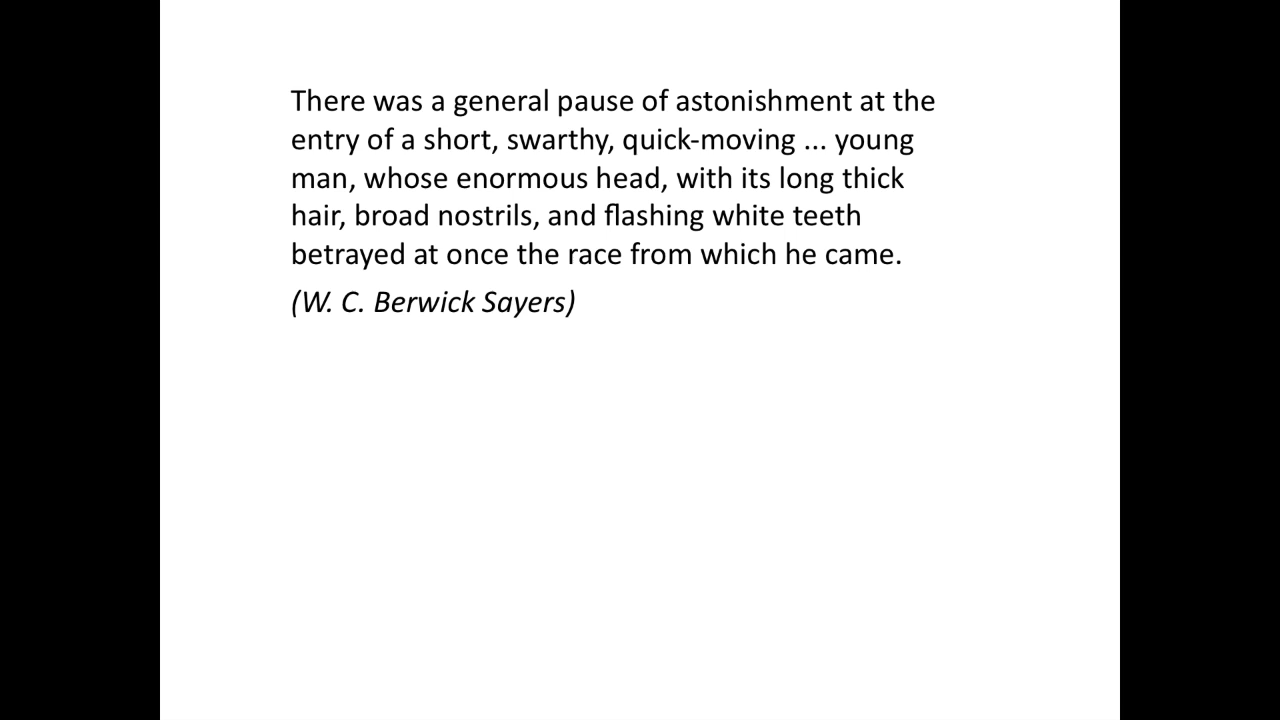 There was a general pause of astonishment at the
entry of a short, swarthy, quick-moving ... young
man, whose enormous head, with its long thick
hair, broad nostrils, and flashing white teeth
betrayed at once the race from which he came.
(W. C. Berwick Sayers)